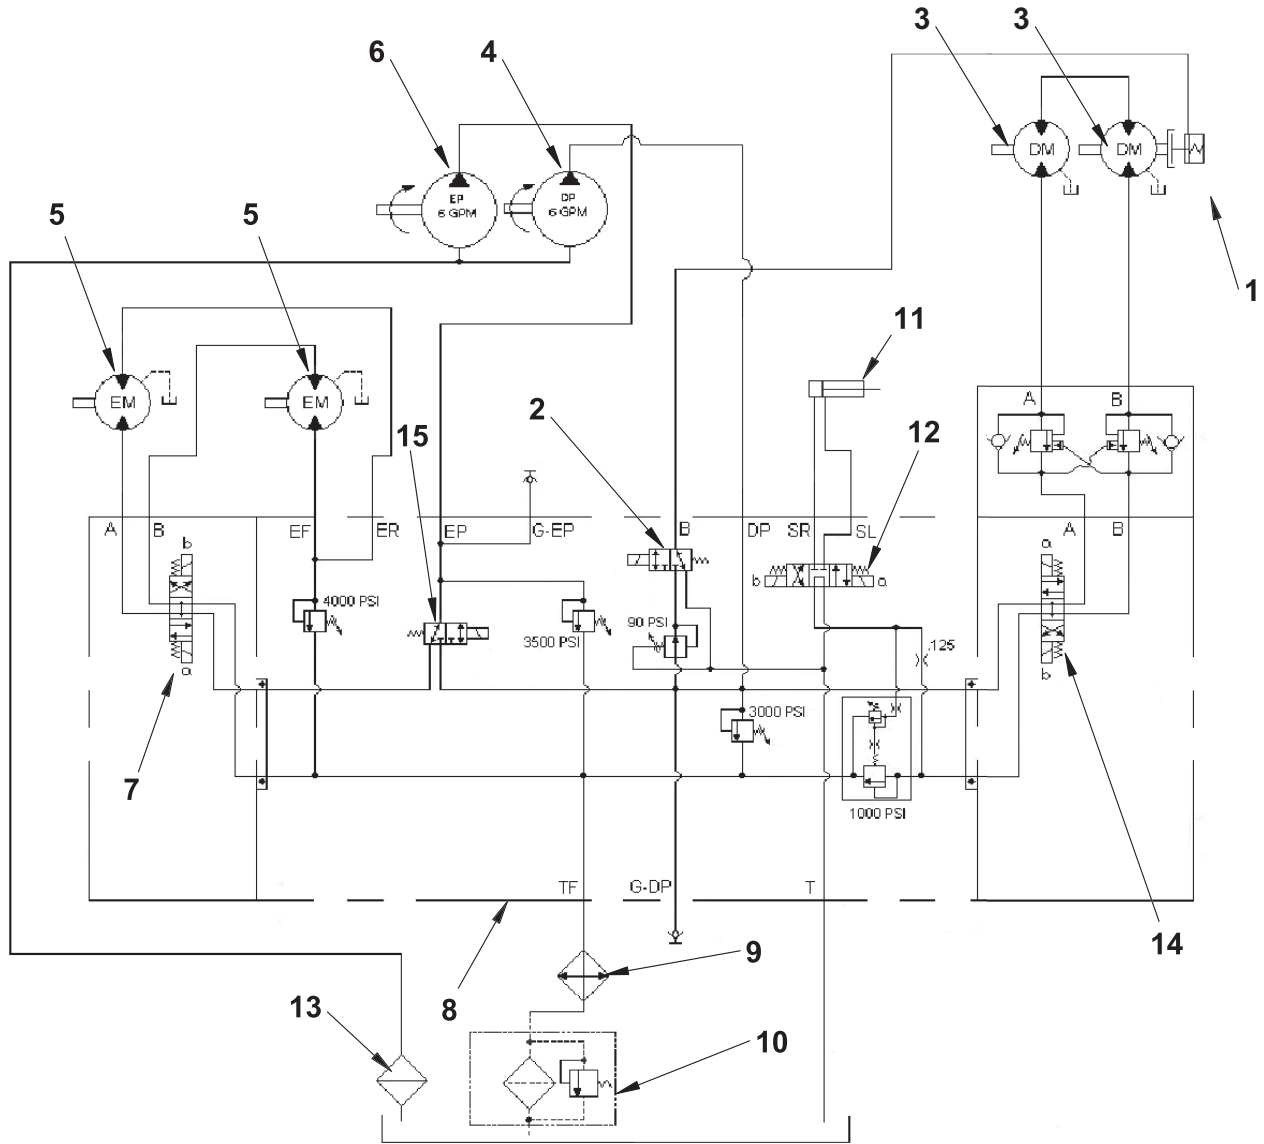 3 3
6 4
DM DM
EP
6 GPM
DP
6 GPM
5 5
1
11
EM EM
2
15 12
A B
A B EF ER EP G-EP B DP SR SL A B
b a
b a
4000 PSI
3500 PSI
90 PSI
.125
a b
3000 PSI
7
1000 PSI
TF G-DP T
14
9
8
13
10